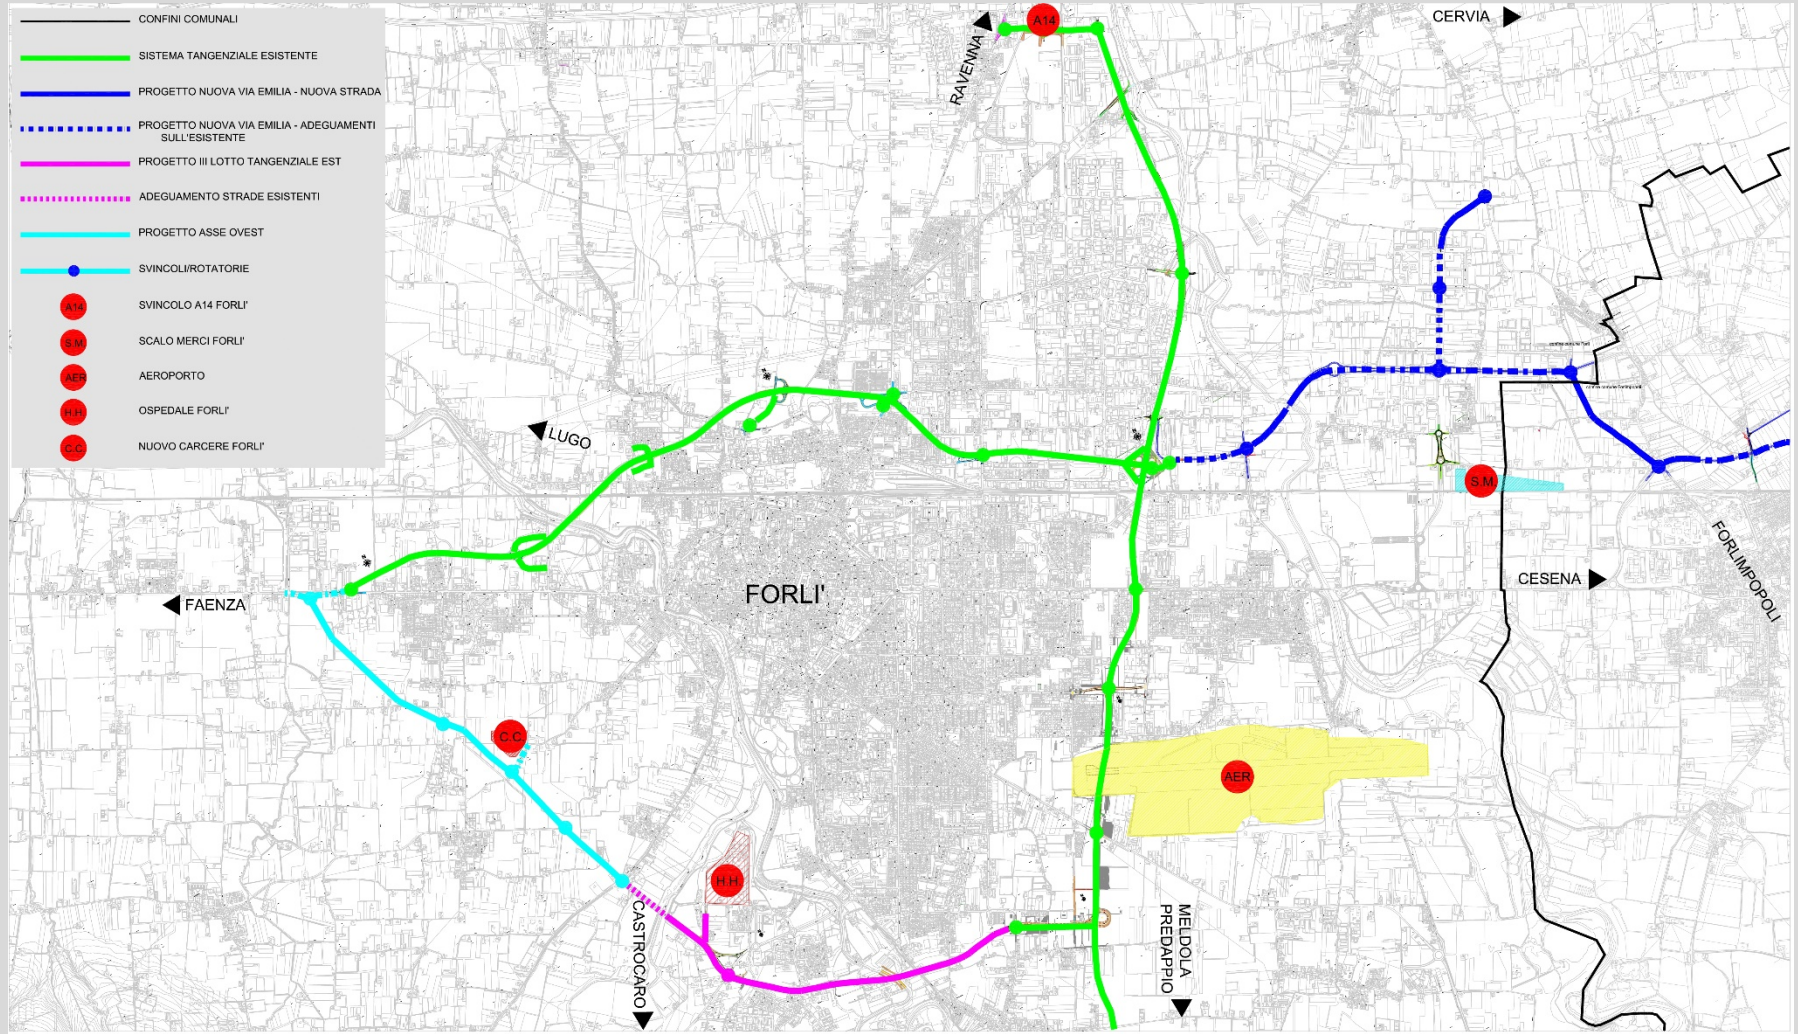 CONFINI COMUNALI
SISTEMA TANGENZIALE ESISTENTE
PROGETTO NUOVA VIA EMILIA - NUOVA STRADA
PROGETTO NUOVA VIA EMILIA - ADEGUAMENTI
SULL'ESISTENTE
PROGETTO III LOTTO TANGENZIALE EST
ADEGUAMENTO STRADE ESISTENTI
PROGETTO ASSE OVEST
SVINCOLI/ROTATORIE
A14 SVINCOLO A14 FORLI'
S.M. SCALO MERCI FORLI'
AER AEROPORTO
H.H OSPEDALE FORLI'
C.C. NUOVO CARCERE FORLI'
RAVENNA
A14
CERVIA
LUGO
S.M.
FORLIMPOPOLI
CESENA
FAENZA
FORLI'
C.C.
AER
H.H.
CASTROCARO
MELDOLA
PREDAPPIO